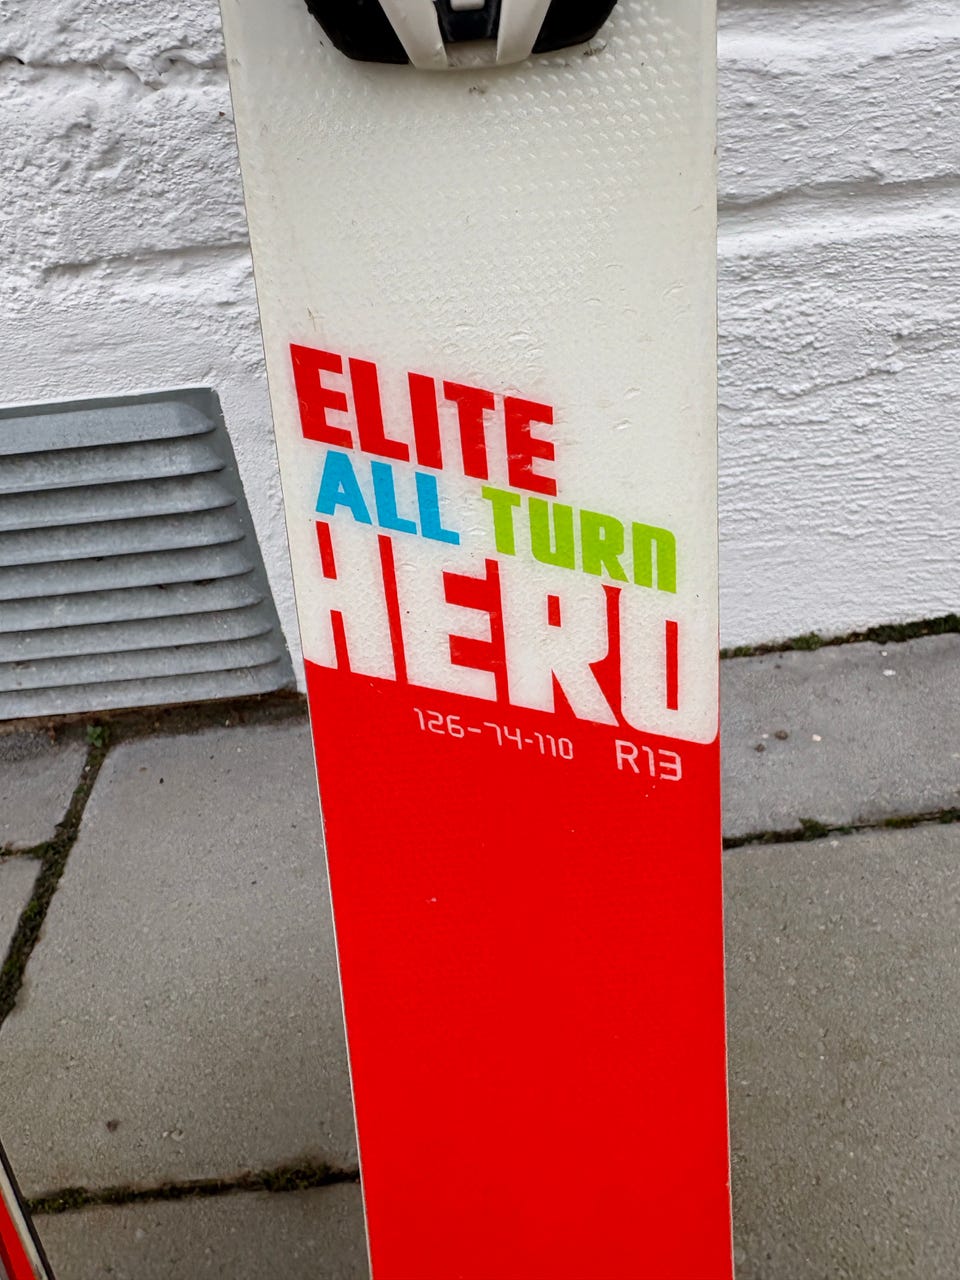 ELITE
ALL TURN
HERO
126-74-110 R13